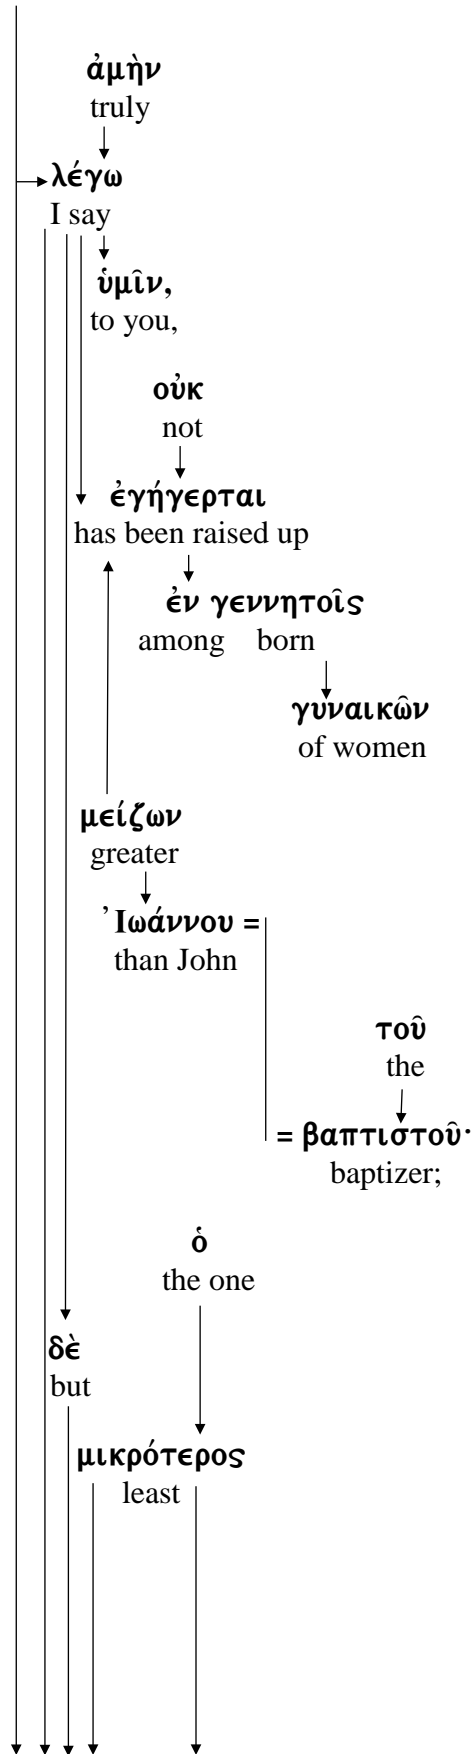 ἀμὴν
truly
λέγω
I say
ὑμῖν,
to you,
οὐκ
not
ἐγήγερται
has been raised up
ἐν γεννητοῖς
among born
γυναικῶν
of women
μείζων
greater
Ἰωάννου =
than John
τοῦ
the
= βαπτιστοῦ·
baptizer;
ὁ
the one
δὲ
but
μικρότερος
least